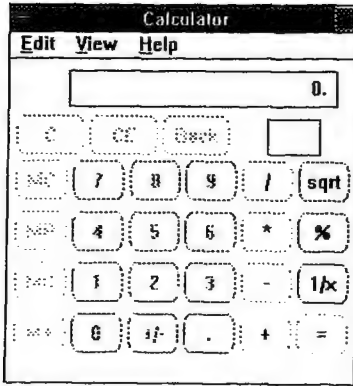 Calculator
Edit View Help
0.
C CE Back
MC 7 8 9 / sqrt
MR 4 5 6 * %
1 2 3 - 1/x
M+ 0 +/- . + =